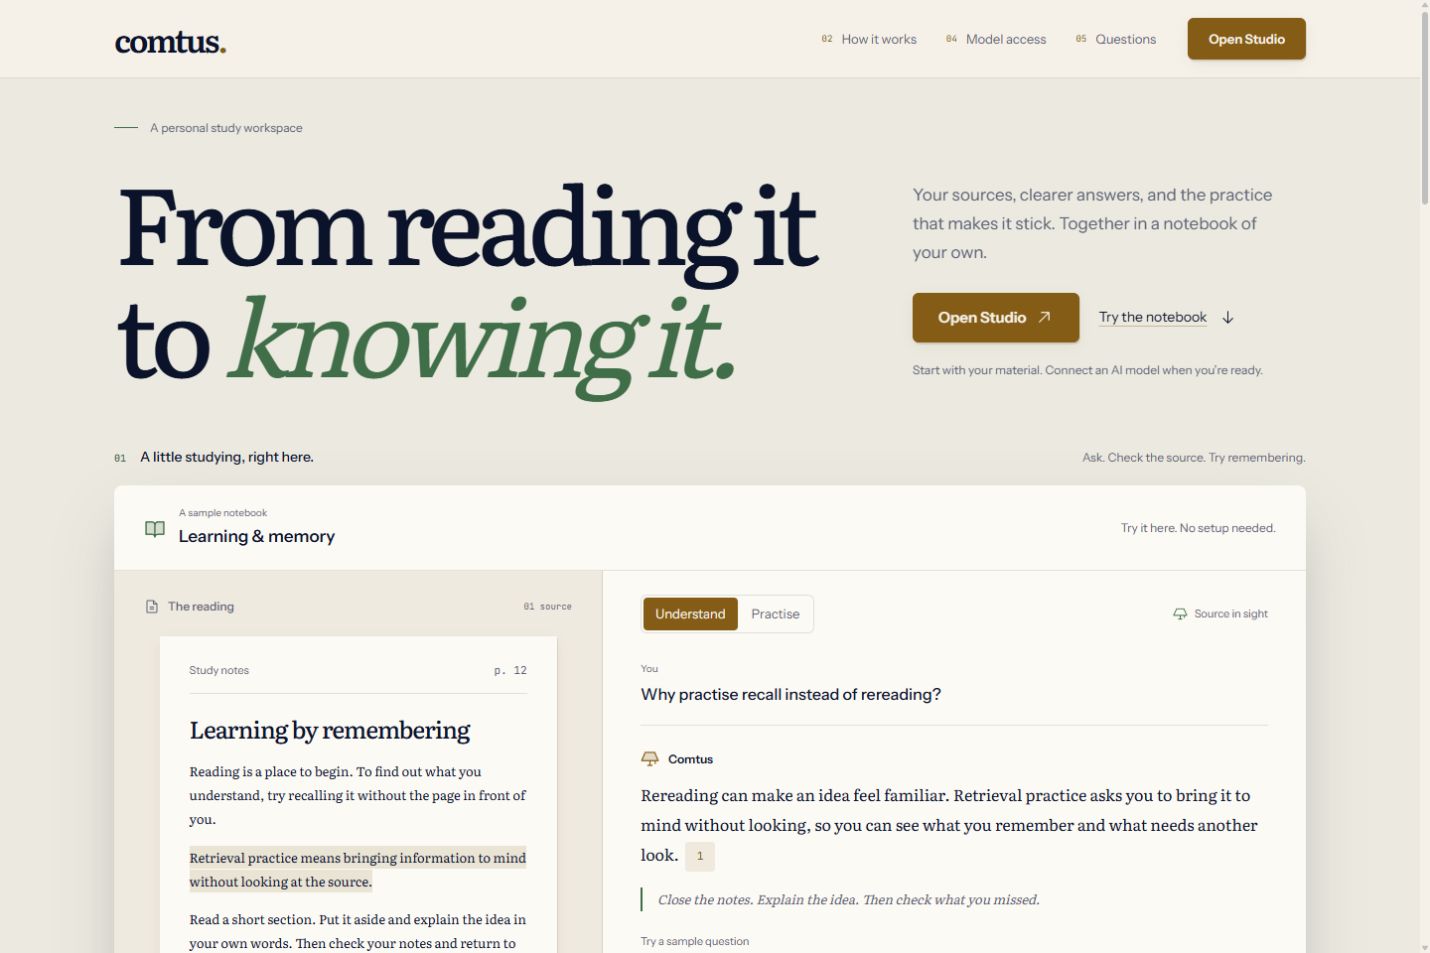 comtus.
02 How it works
04 Model access
05 Questions
Open Studio
A personal study workspace
From reading it
to knowing it.
Your sources, clearer answers, and the practice
that makes it stick. Together in a notebook of
your own.
Open Studio
Try the notebook
Start with your material. Connect an AI model when you're ready.
01 A little studying, right here.
Ask. Check the source. Try remembering.
A sample notebook
Learning & memory
Try it here. No setup needed.
The reading
01 source
Study notes
p. 12
Learning by remembering
Reading is a place to begin. To find out what you
understand, try recalling it without the page in front of
you.
Retrieval practice means bringing information to mind
without looking at the source.
Read a short section. Put it aside and explain the idea in
your own words. Then check your notes and return to
Understand
Practise
Source in sight
You
Why practise recall instead of rereading?
Comtus
Rereading can make an idea feel familiar. Retrieval practice asks you to bring it to
mind without looking, so you can see what you remember and what needs another
look. 1
Close the notes. Explain the idea. Then check what you missed.
Try a sample question